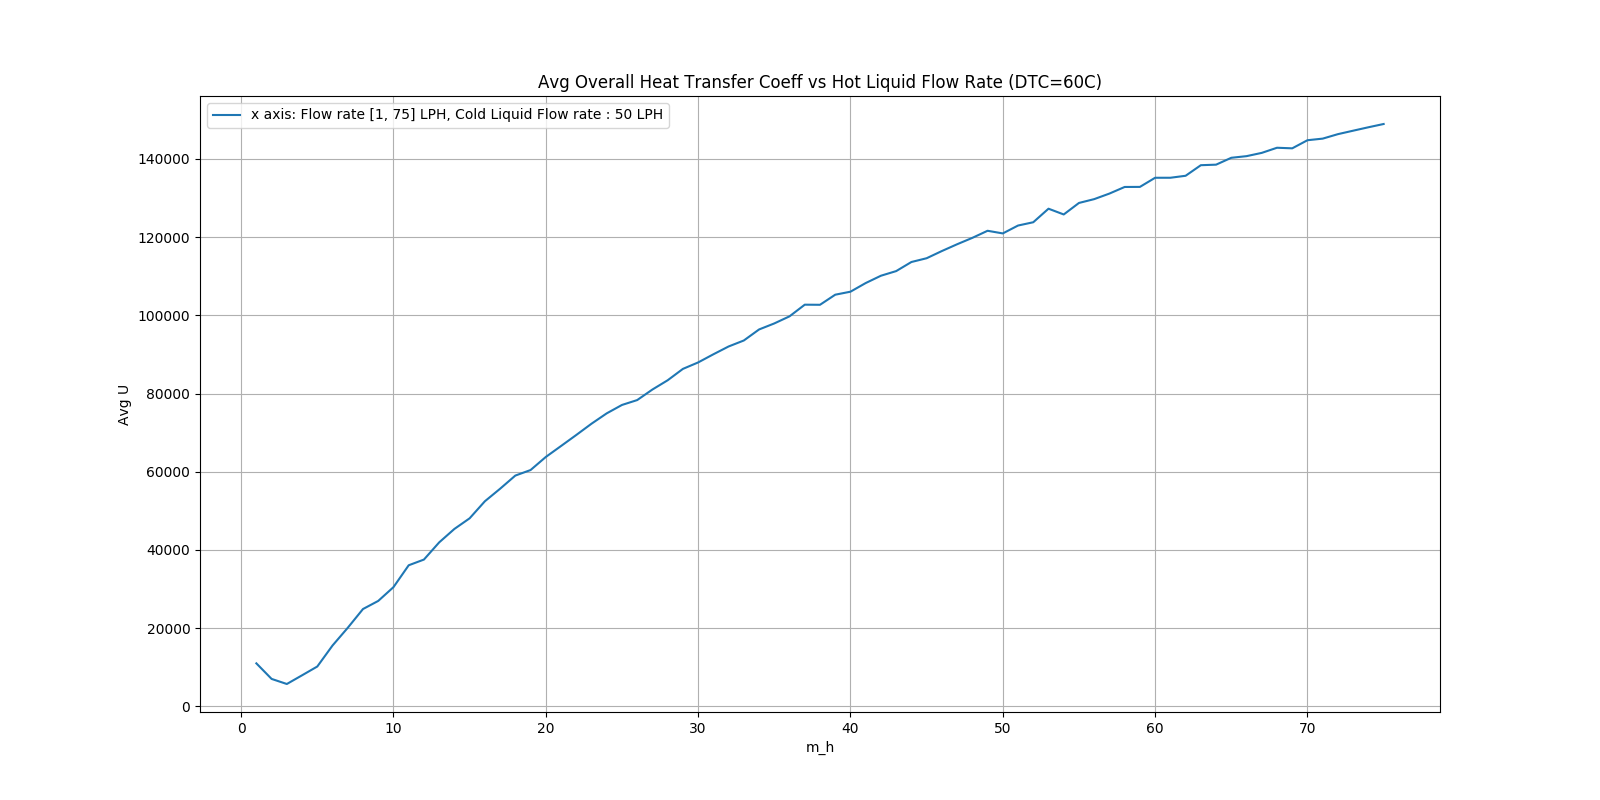 Avg Overall Heat Transfer Coeff vs Hot Liquid Flow Rate (DTC=60C)
x axis: Flow rate [1, 75] LPH, Cold Liquid Flow rate : 50 LPH
140000
120000
100000
80000
60000
40000
20000
0
Avg U
0 10 20 30 40 50 60 70
m_h